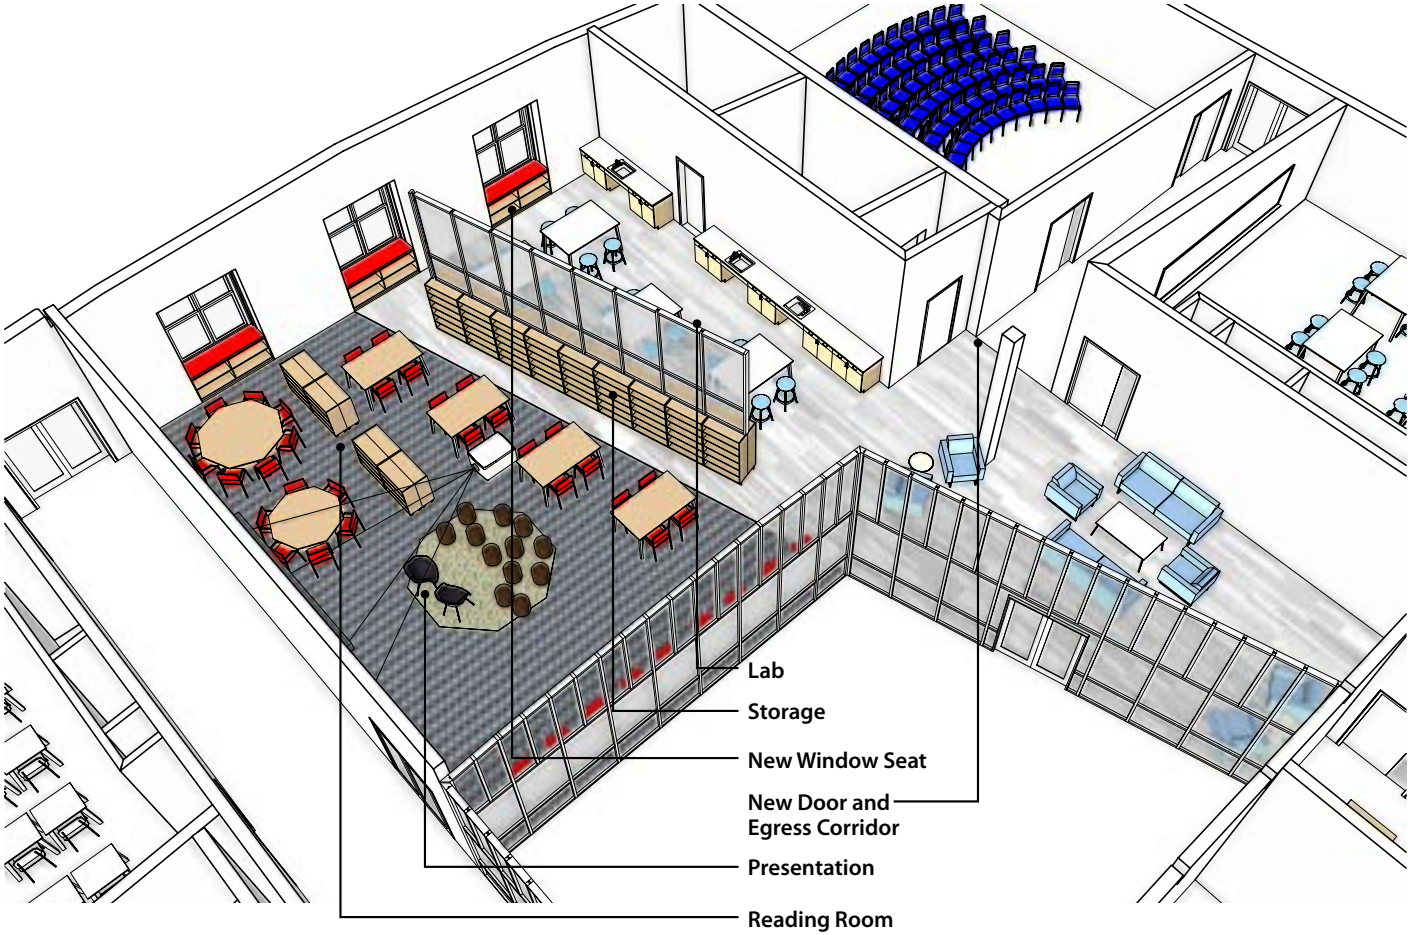 Lab
Storage
New Window Seat
New Door and
Egress Corridor
Presentation
Reading Room